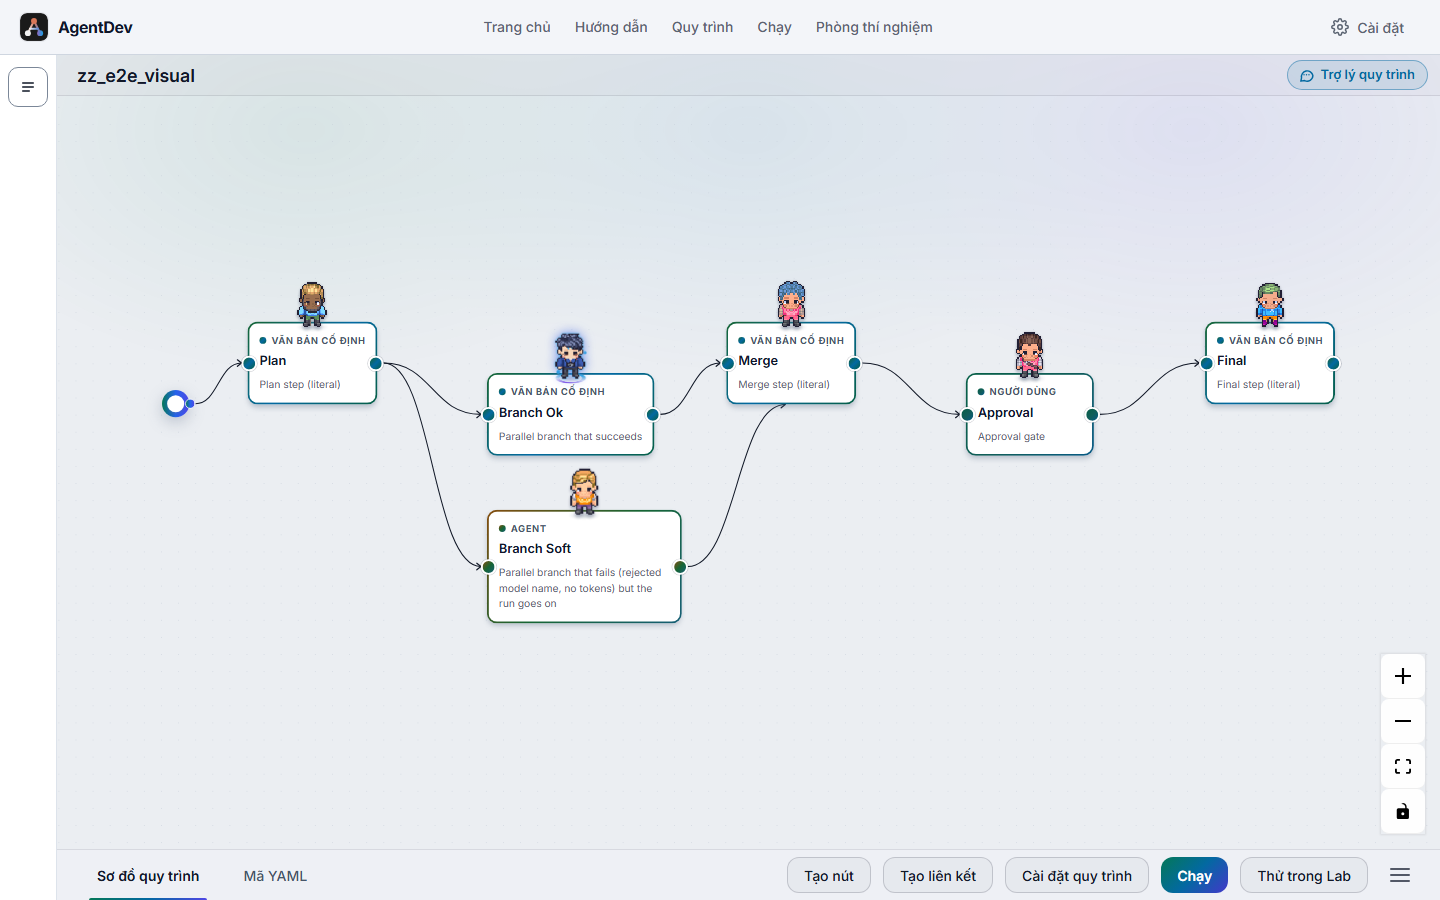 AgentDev
Trang chủ
Hướng dẫn
Quy trình
Chạy
Phòng thí nghiệm
Cài đặt
zz_e2e_visual
Trợ lý quy trình
VĂN BẢN CỐ ĐỊNH
Plan
Plan step (literal)
VĂN BẢN CỐ ĐỊNH
Branch Ok
Parallel branch that succeeds
AGENT
Branch Soft
Parallel branch that fails (rejected
model name, no tokens) but the
run goes on
VĂN BẢN CỐ ĐỊNH
Merge
Merge step (literal)
NGƯỜI DÙNG
Approval
Approval gate
VĂN BẢN CỐ ĐỊNH
Final
Final step (literal)
Sơ đồ quy trình
Mã YAML
Tạo nút
Tạo liên kết
Cài đặt quy trình
Chạy
Thử trong Lab